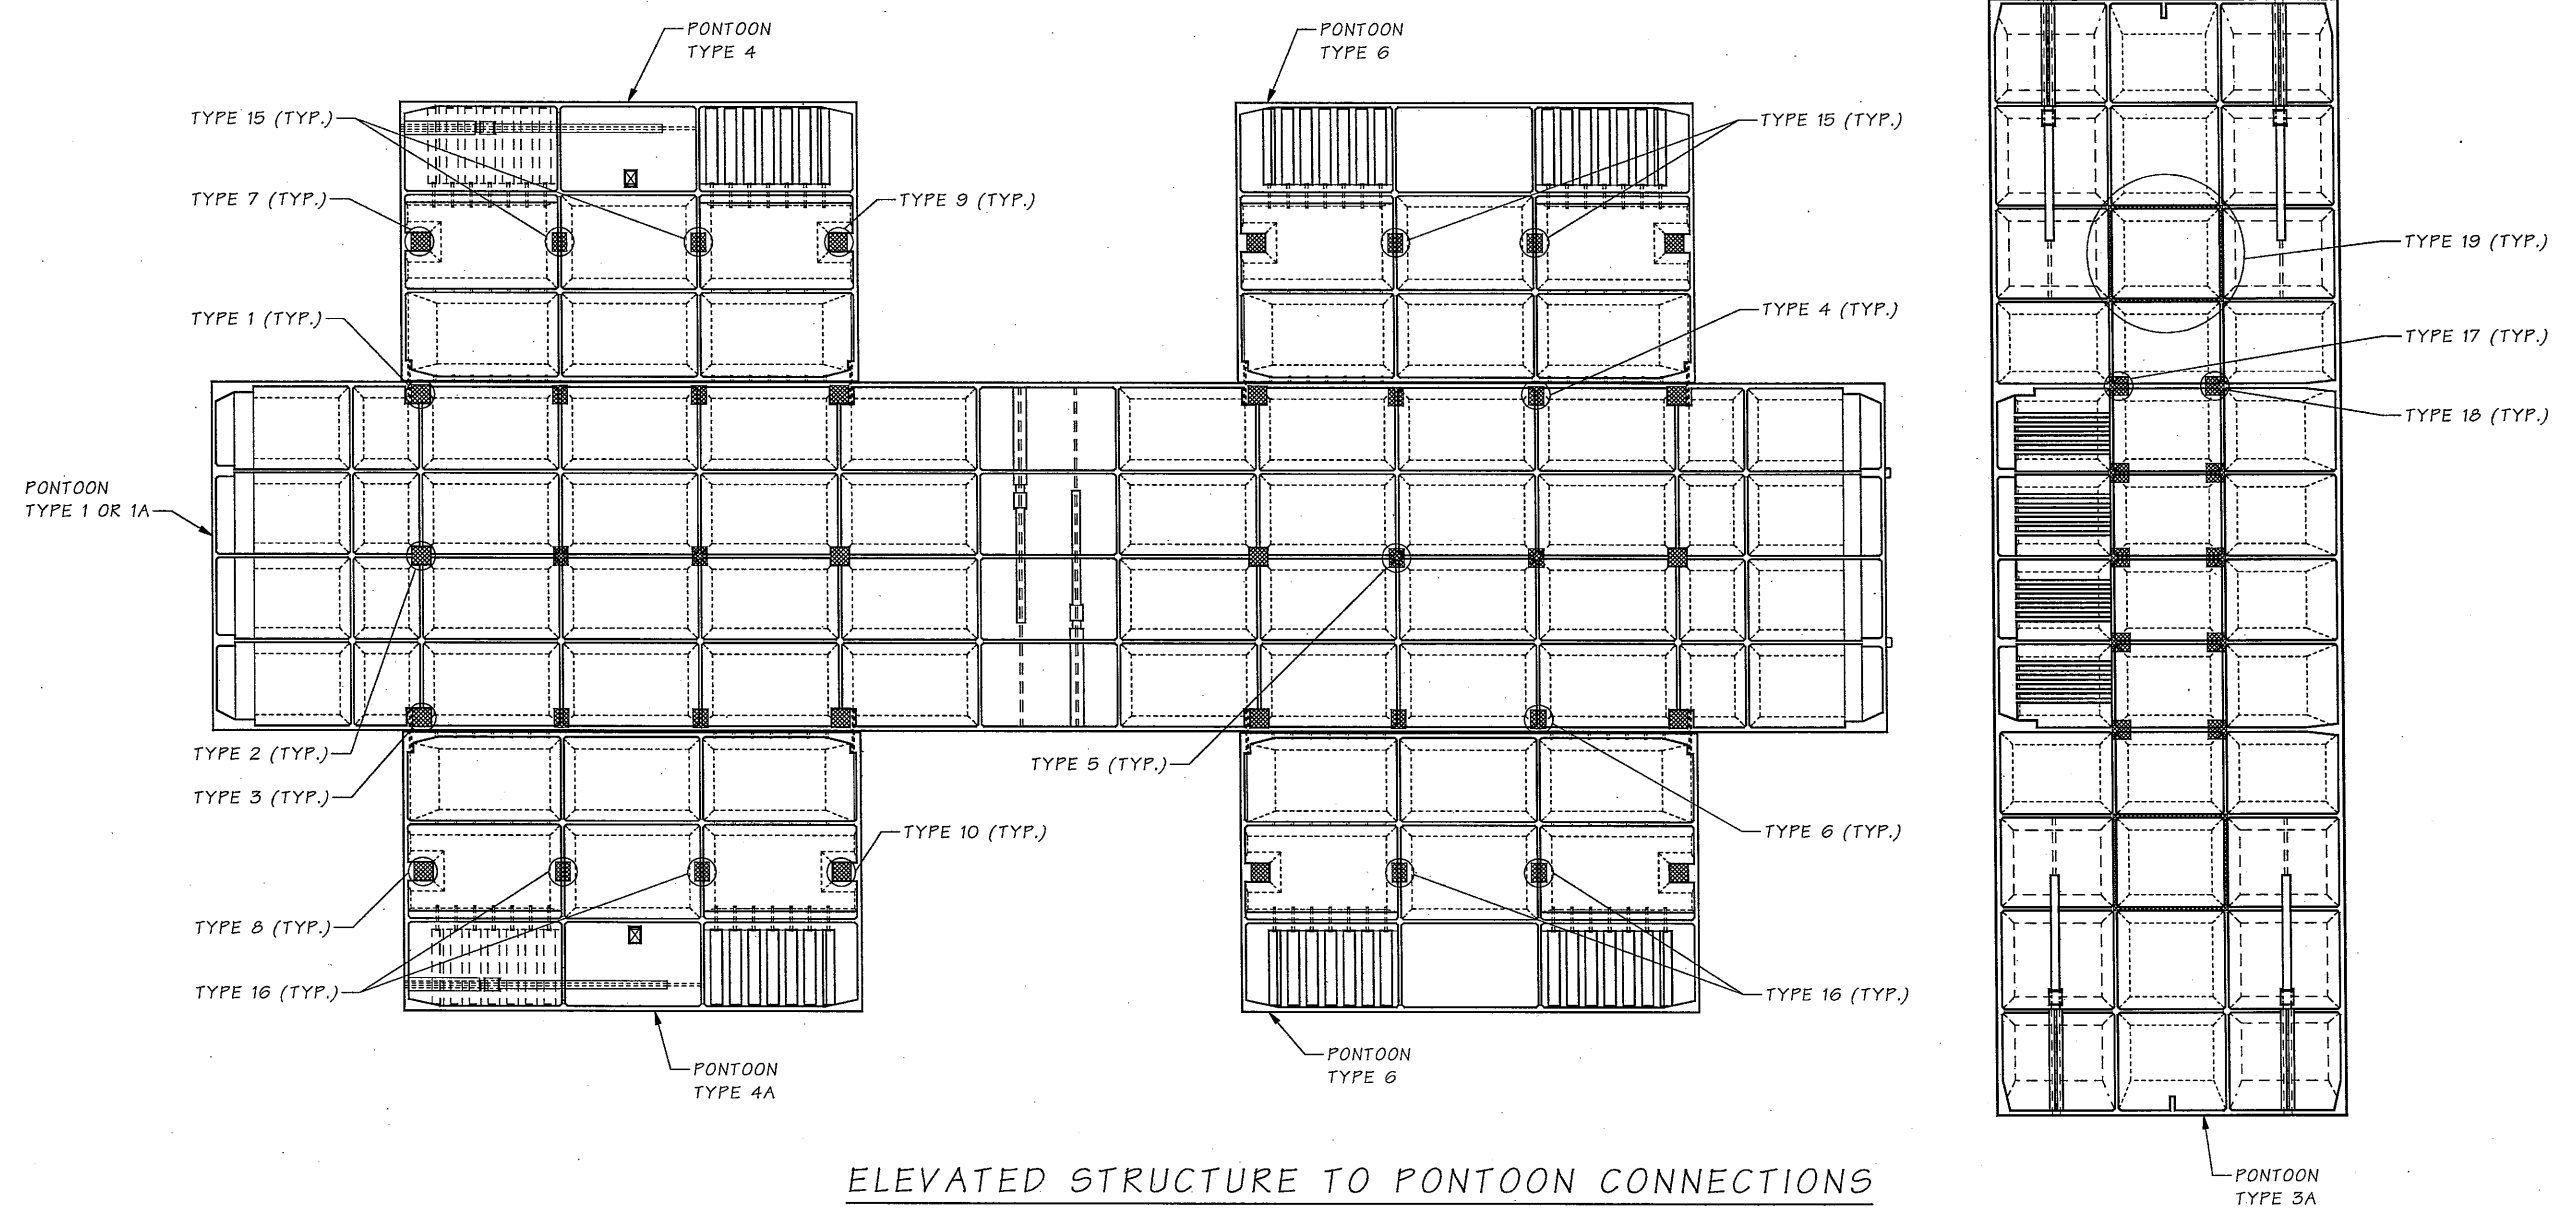 PONTOON
TYPE 4
PONTOON
TYPE 6
TYPE 15 (TYP.)
TYPE 15 (TYP.)
TYPE 7 (TYP.)
TYPE 9 (TYP.)
TYPE 19 (TYP.)
TYPE 1 (TYP.)
TYPE 4 (TYP.)
TYPE 17 (TYP.)
TYPE 18 (TYP.)
PONTOON
TYPE 1 OR 1A
TYPE 2 (TYP.)
TYPE 5 (TYP.)
TYPE 3 (TYP.)
TYPE 10 (TYP.)
TYPE 6 (TYP.)
TYPE 8 (TYP.)
TYPE 16 (TYP.)
TYPE 16 (TYP.)
PONTOON
TYPE 4A
PONTOON
TYPE 6
ELEVATED STRUCTURE TO PONTOON CONNECTIONS
PONTOON
TYPE 3A